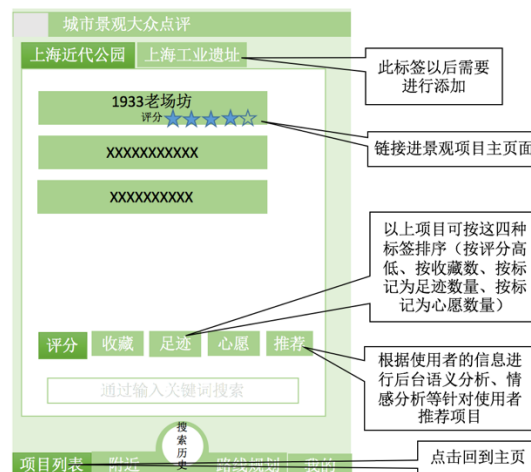 城市景观大众点评
上海近代公园 上海工业遗址
此标签以后需要
进行添加
1933老场坊
评分
链接进景观项目主页面
XXXXXXXXXXX
XXXXXXXXXX
以上项目可按这四种
标签排序（按评分高
低、按收藏数、按标
记为足迹数量、按标
记为心愿数量）
评分 收藏 足迹 心愿 推荐
根据使用者的信息进
行后台语义分析、情
感分析等针对使用者
推荐项目
通过输入关键词搜索
搜
索
历
史
项目列表 附近 路线规划 我的
点击回到主页